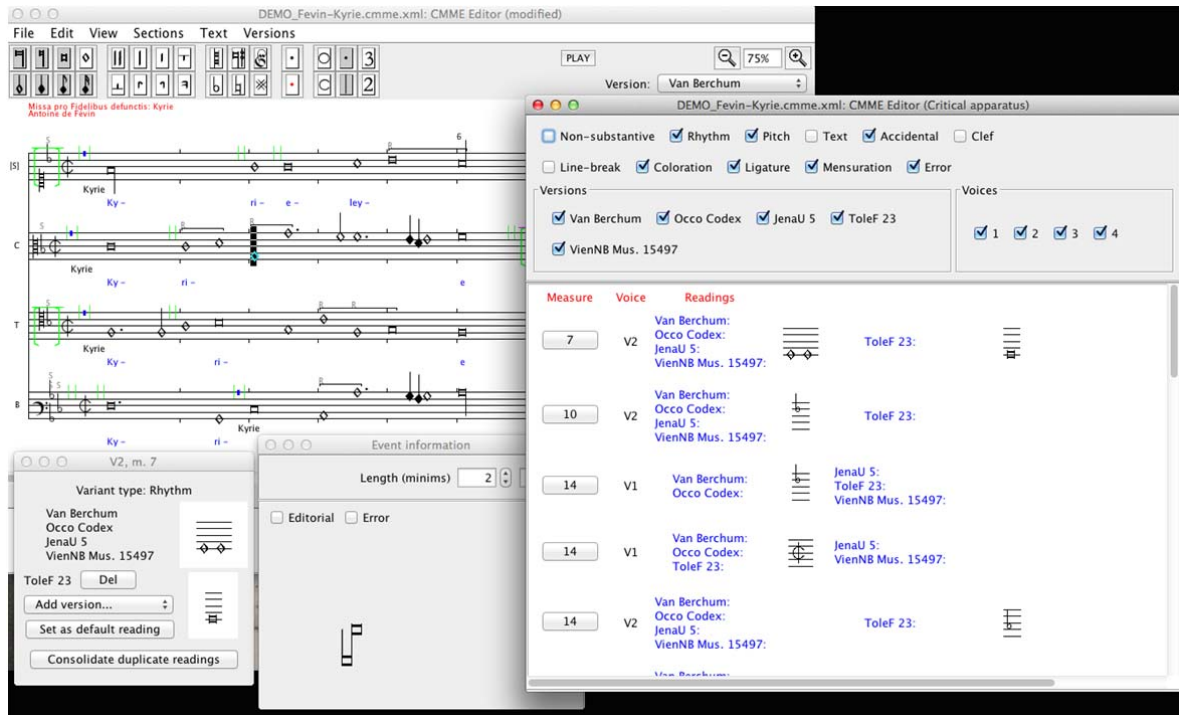 DEMO_Fevin-Kyrie.cmme.xml: CMME Editor (modified)
File Edit View Sections Text Versions
PLAY
75%
Version: Van Berchum
Missa pro Fidelibus defunctis: Kyrie
Antoine de Févin
S
6
R
[S]
Kyrie
Ky- ri- e- ley-
S
R R
C
Kyrie
Ky- ri- e
S
R R
T
Kyrie
Ky- ri- e
S S
R
B
Kyrie
Ky- ri-
DEMO_Fevin-Kyrie.cmme.xml: CMME Editor (Critical apparatus)
Non-substantive Rhythm Pitch Text Accidental Clef
Line-break Coloration Ligature Mensuration Error
Versions
Van Berchum Occo Codex JenaU 5 ToleF 23
VienNB Mus. 15497
Voices
1 2 3 4
Measure Voice Readings
7 V2
Van Berchum:
Occo Codex:
JenaU 5:
VienNB Mus. 15497:
ToleF 23:
10 V2
Van Berchum:
Occo Codex:
JenaU 5:
VienNB Mus. 15497:
ToleF 23:
14 V1
Van Berchum:
Occo Codex:
JenaU 5:
ToleF 23:
VienNB Mus. 15497:
14 V1
Van Berchum:
Occo Codex:
ToleF 23:
JenaU 5:
VienNB Mus. 15497:
14 V2
Van Berchum:
Occo Codex:
JenaU 5:
VienNB Mus. 15497:
ToleF 23:
Van Berchum:
V2, m. 7
Variant type: Rhythm
Van Berchum
Occo Codex
JenaU 5
VienNB Mus. 15497
ToleF 23 Del
Add version...
Set as default reading
Consolidate duplicate readings
Event information
Length (minims) 2
Editorial Error